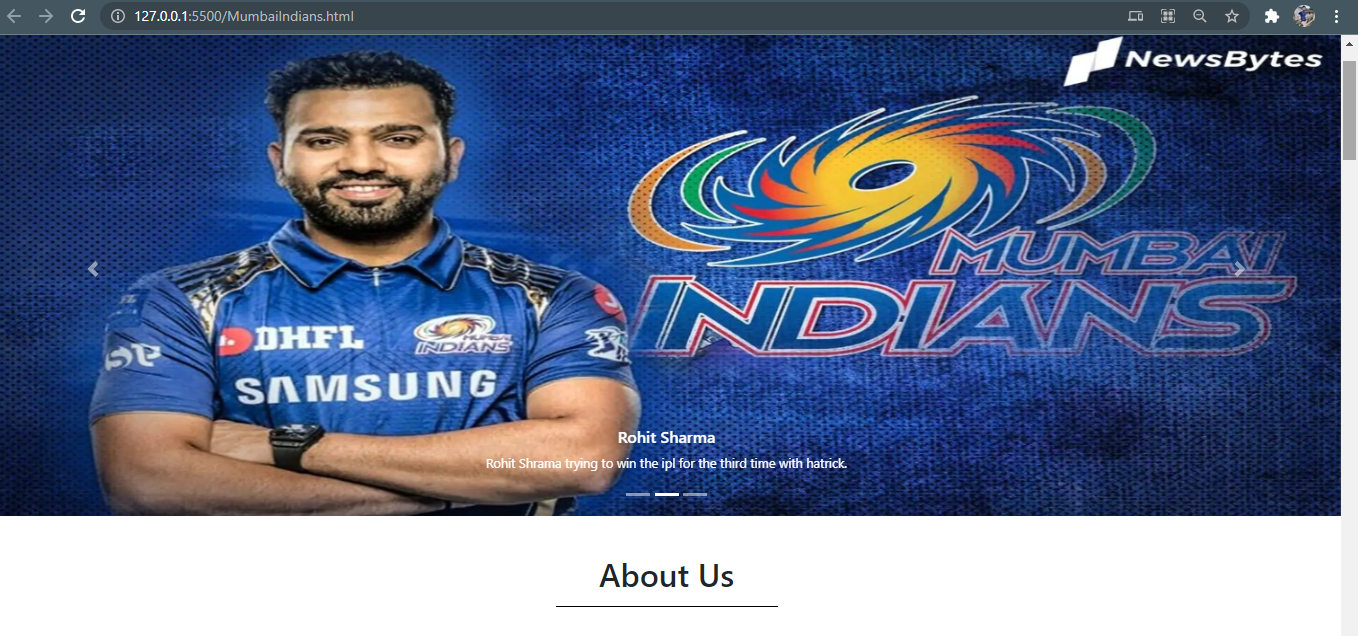 127.0.0.1:5500/MumbaiIndians.html
NewsBytes
MUMBAI
INDIANS
DHFL
MUMBAI
INDIANS
SAMSUNG
Rohit Sharma
Rohit Shrama trying to win the ipl for the third time with hatrick.
About Us